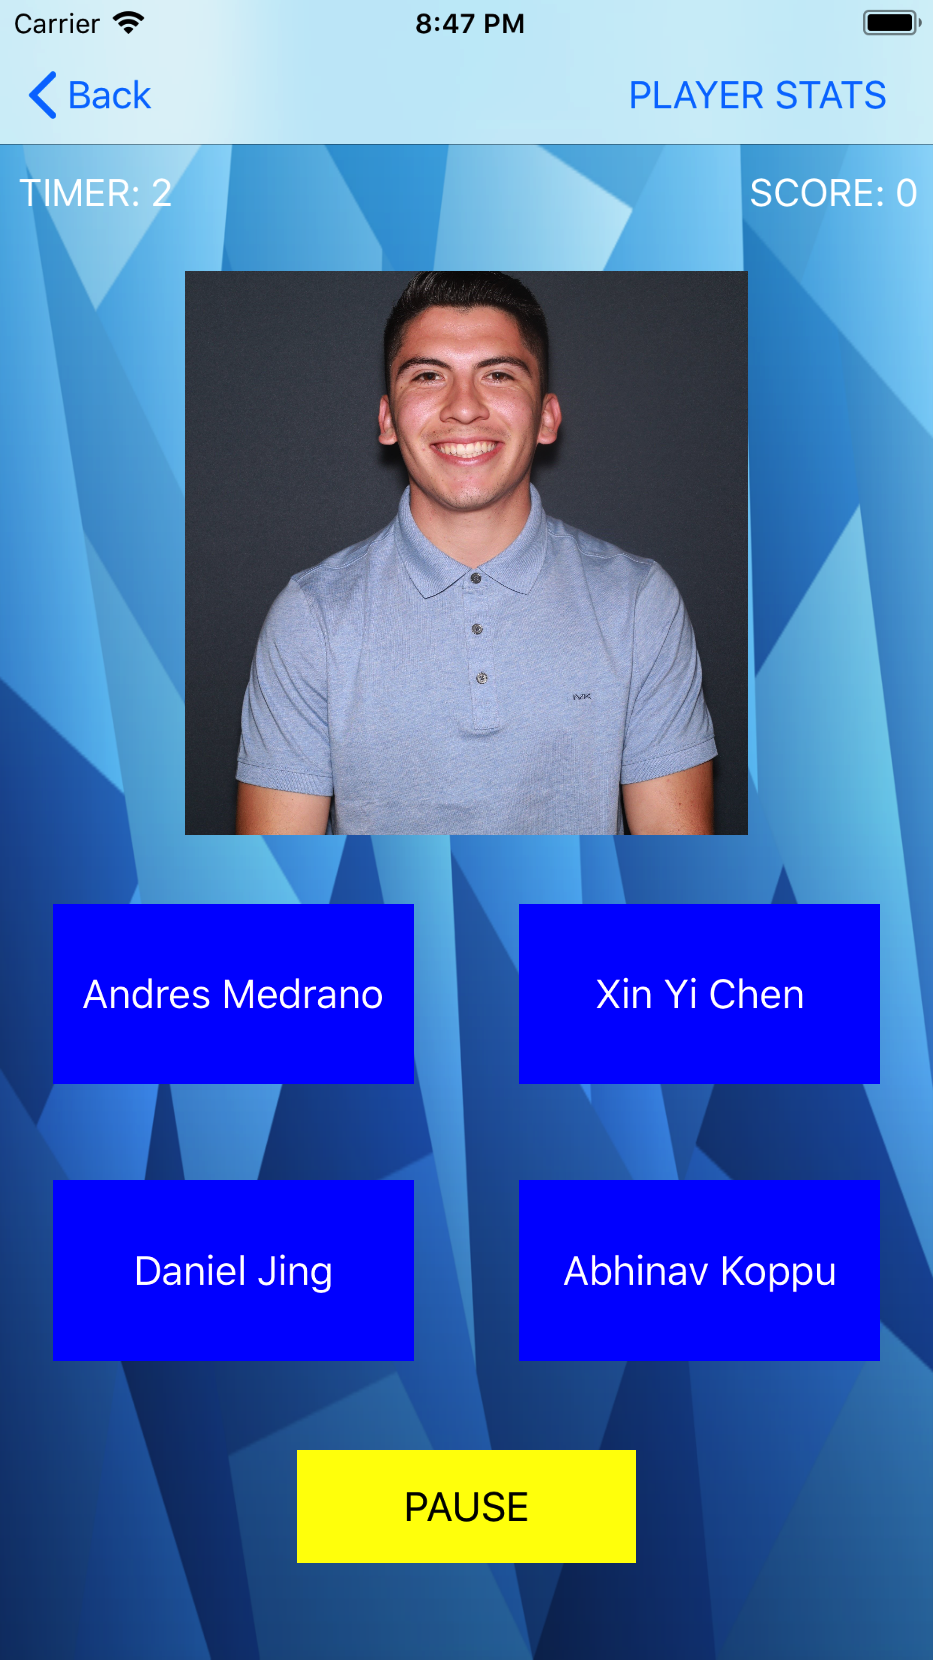 Carrier 8:47 PM
Back PLAYER STATS
TIMER: 2 SCORE: 0
Andres Medrano Xin Yi Chen
Daniel Jing Abhinav Koppu
PAUSE